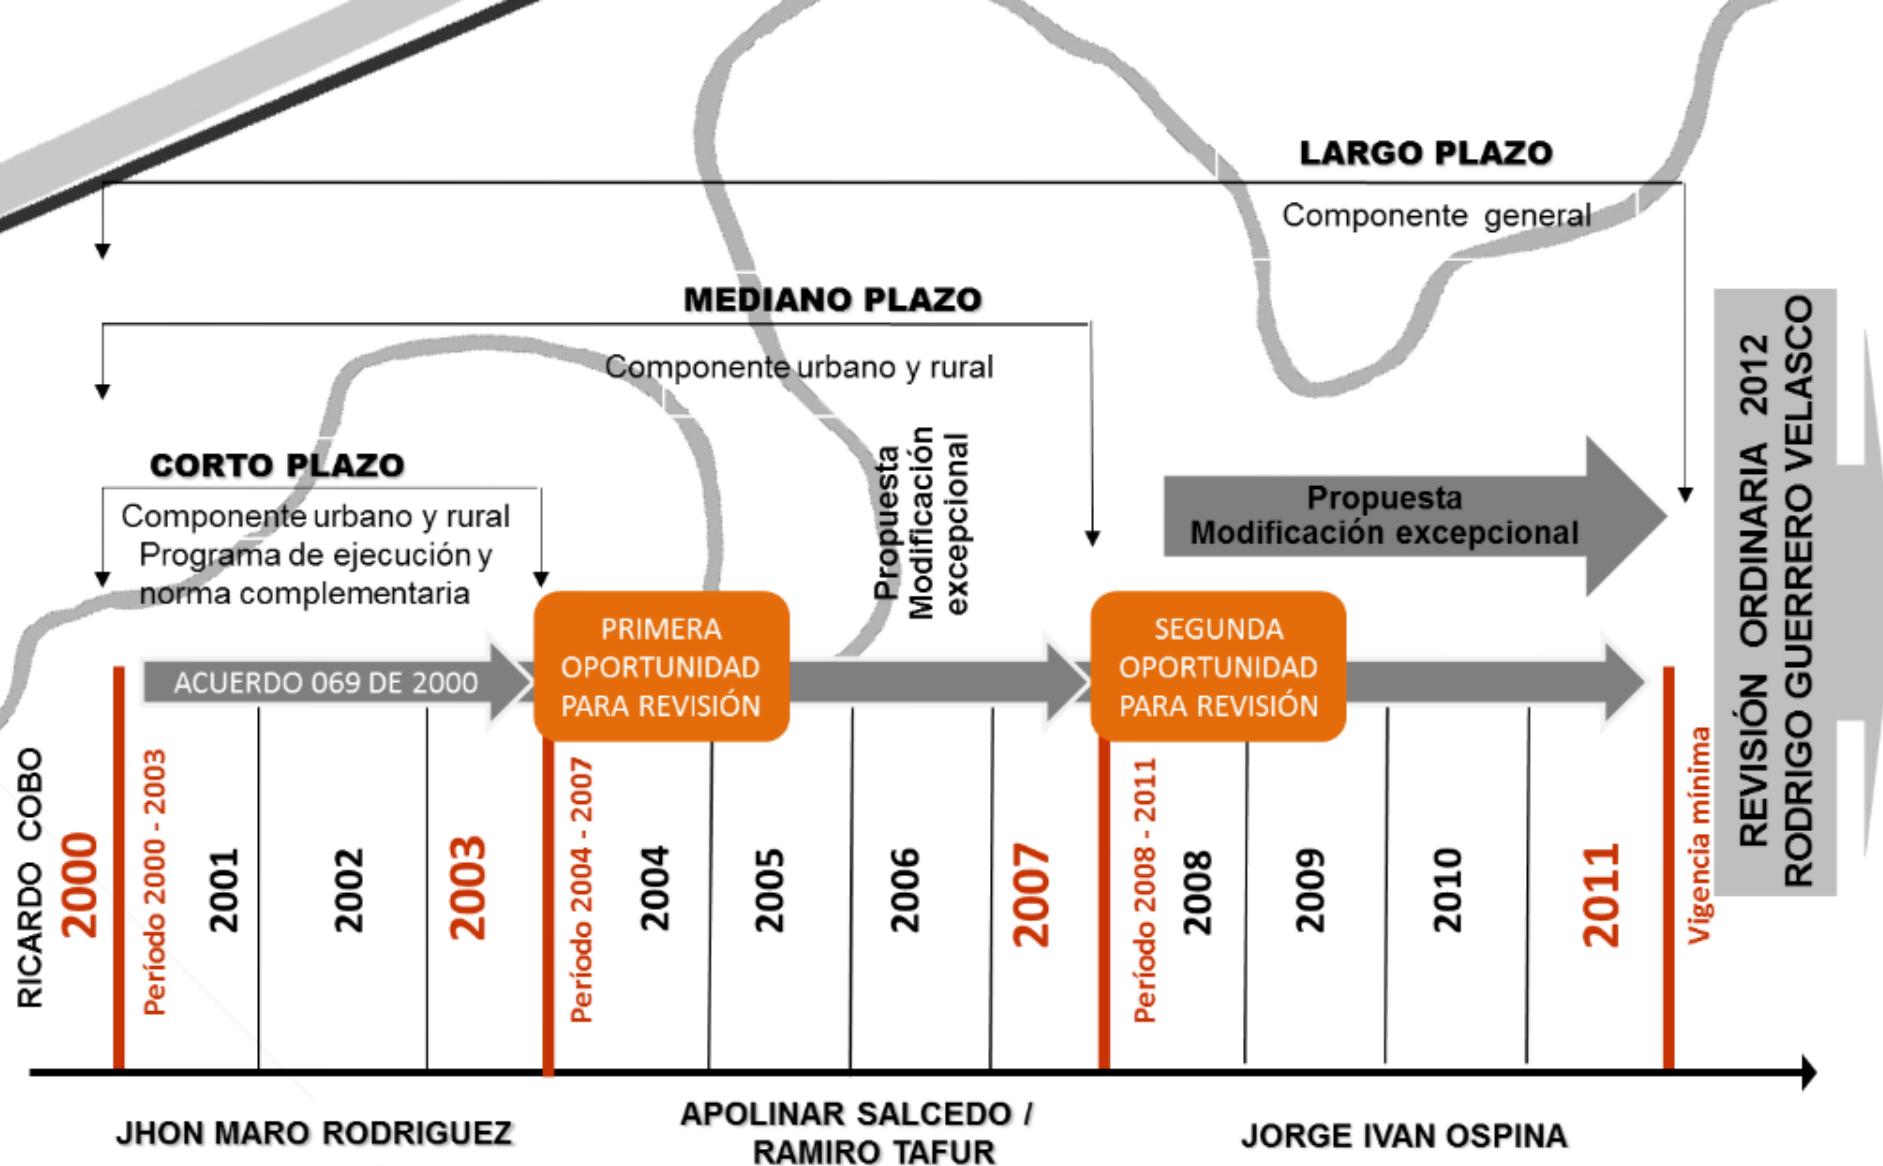 LARGO PLAZO
Componente general
MEDIANO PLAZO
Componente urbano y rural
CORTO PLAZO
Componente urbano y rural
Programa de ejecución y
norma complementaria
Propuesta
Modificación
excepcional
Propuesta
Modificación excepcional
REVISIÓN ORDINARIA 2012
RODRIGO GUERRERO VELASCO
ACUERDO 069 DE 2000
PRIMERA
OPORTUNIDAD
PARA REVISIÓN
SEGUNDA
OPORTUNIDAD
PARA REVISIÓN
RICARDO COBO
2000
Período 2000 - 2003
2001
2002
2003
Período 2004 - 2007
2004
2005
2006
2007
Período 2008 - 2011
2008
2009
2010
2011
Vigencia mínima
JHON MARO RODRIGUEZ
APOLINAR SALCEDO /
RAMIRO TAFUR
JORGE IVAN OSPINA